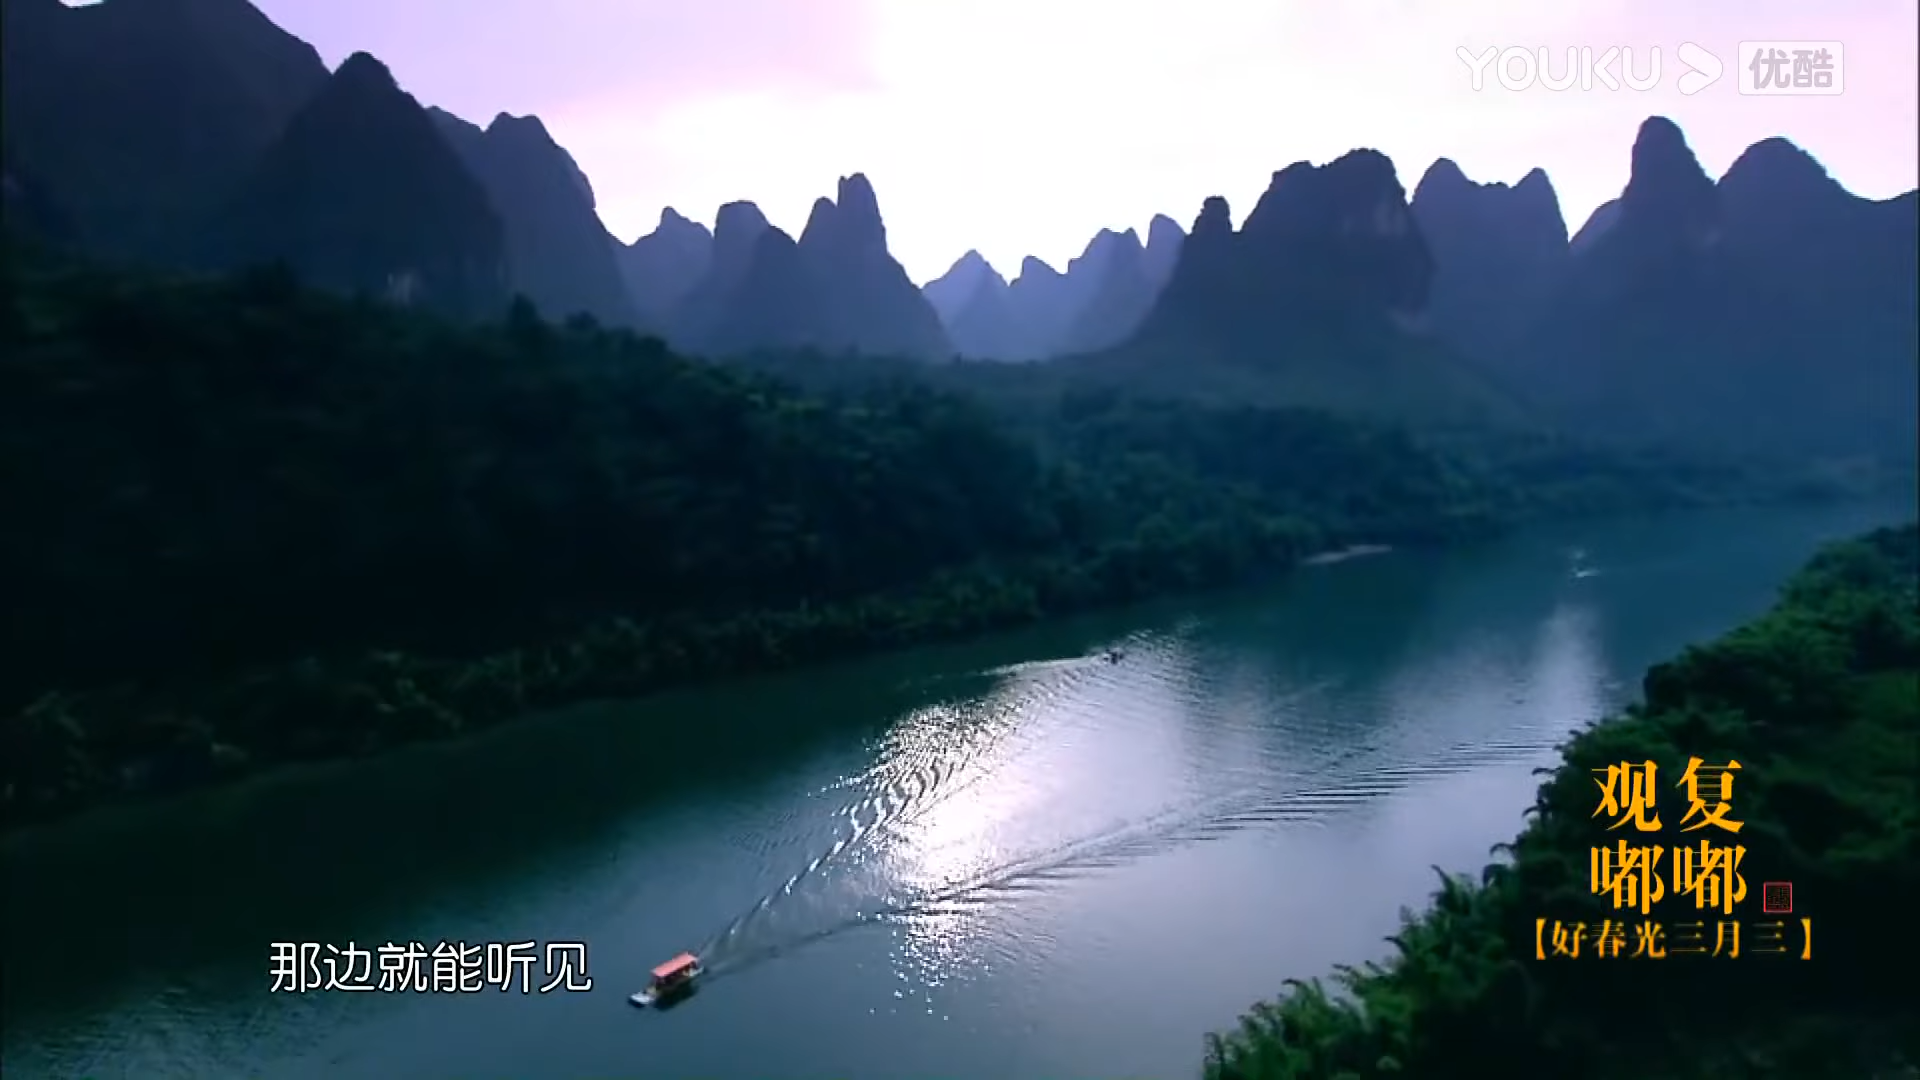 YOUKU 优酷
观复
嘟嘟
【好春光三月三】
那边就能听见